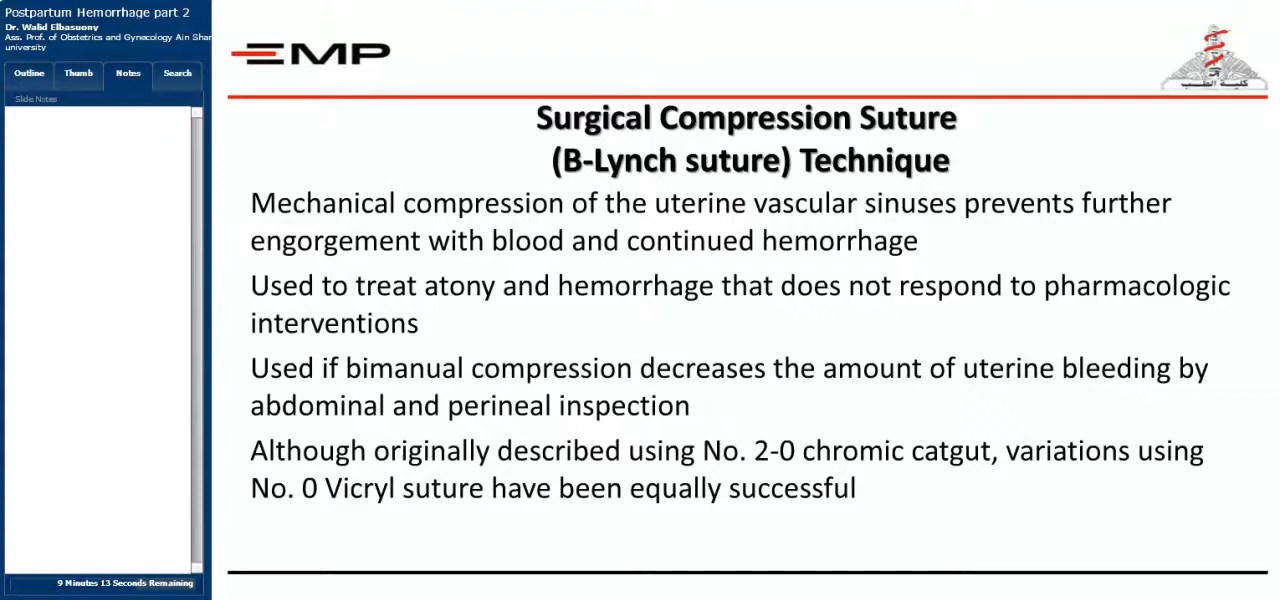 Postpartum Hemorrhage part 2
Dr. Walid Elbasuony
Ass. Prof. of Obstetrics and Gynecology Ain Shar
university
Outline
Thumb
Notes
Search
Slide Notes
EMP
كلية الطب
Surgical Compression Suture
(B-Lynch suture) Technique
Mechanical compression of the uterine vascular sinuses prevents further
engorgement with blood and continued hemorrhage
Used to treat atony and hemorrhage that does not respond to pharmacologic
interventions
Used if bimanual compression decreases the amount of uterine bleeding by
abdominal and perineal inspection
Although originally described using No. 2-0 chromic catgut, variations using
No. 0 Vicryl suture have been equally successful
9 Minutes 13 Seconds Remaining